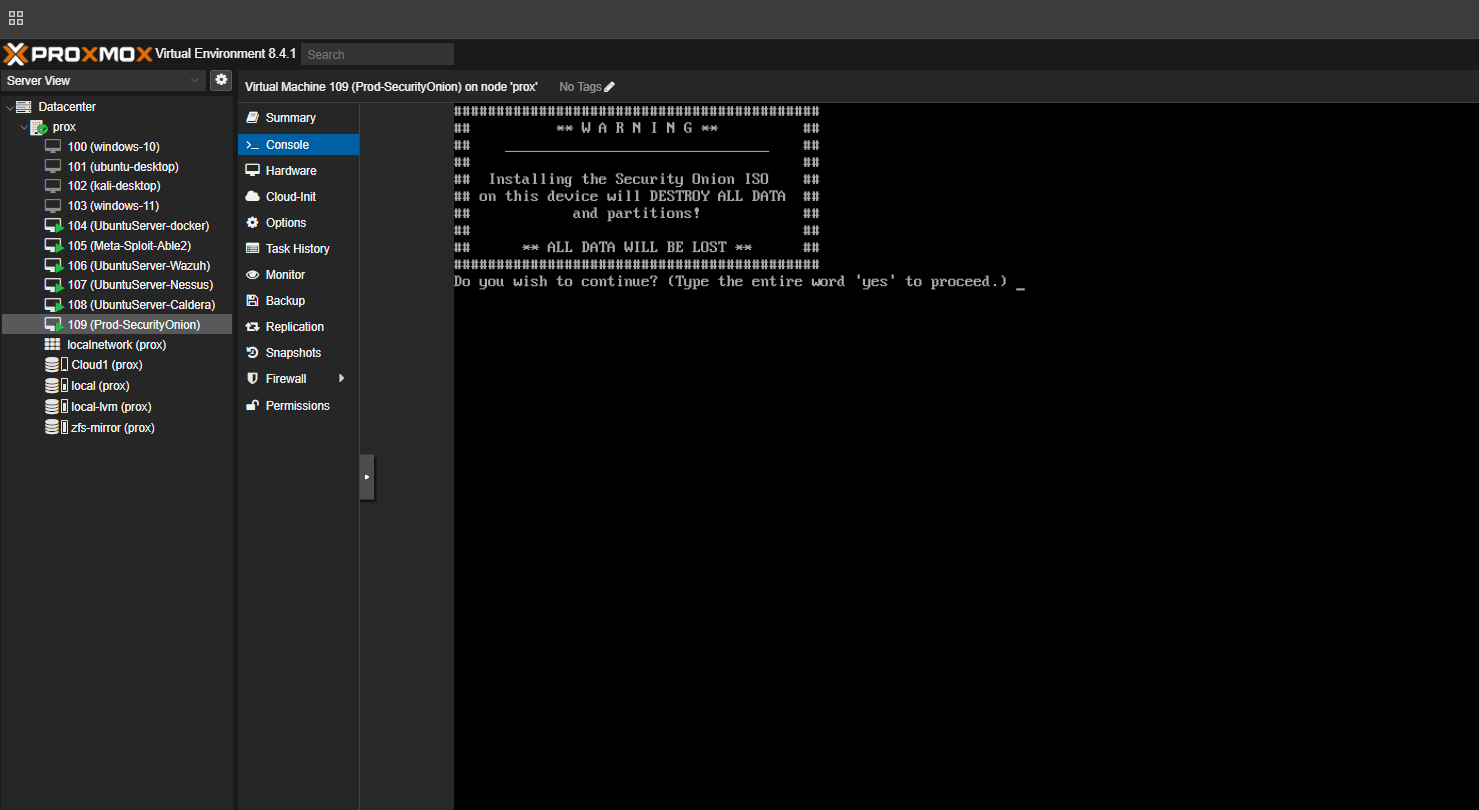 PROXMOX Virtual Environment 8.4.1 Search
Server View
Datacenter
prox
100 (windows-10)
101 (ubuntu-desktop)
102 (kali-desktop)
103 (windows-11)
104 (UbuntuServer-docker)
105 (Meta-Sploit-Able2)
106 (UbuntuServer-Wazuh)
107 (UbuntuServer-Nessus)
108 (UbuntuServer-Caldera)
109 (Prod-SecurityOnion)
localnetwork (prox)
Cloud1 (prox)
local (prox)
local-lvm (prox)
zfs-mirror (prox)
Virtual Machine 109 (Prod-SecurityOnion) on node 'prox' No Tags
Summary
Console
Hardware
Cloud-Init
Options
Task History
Monitor
Backup
Replication
Snapshots
Firewall
Permissions
###########################################
## ** W A R N I N G ** ##
## _______________________________ ##
## ##
## Installing the Security Onion ISO ##
## on this device will DESTROY ALL DATA ##
## and partitions! ##
## ##
## ** ALL DATA WILL BE LOST ** ##
###########################################
Do you wish to continue? (Type the entire word 'yes' to proceed.) _